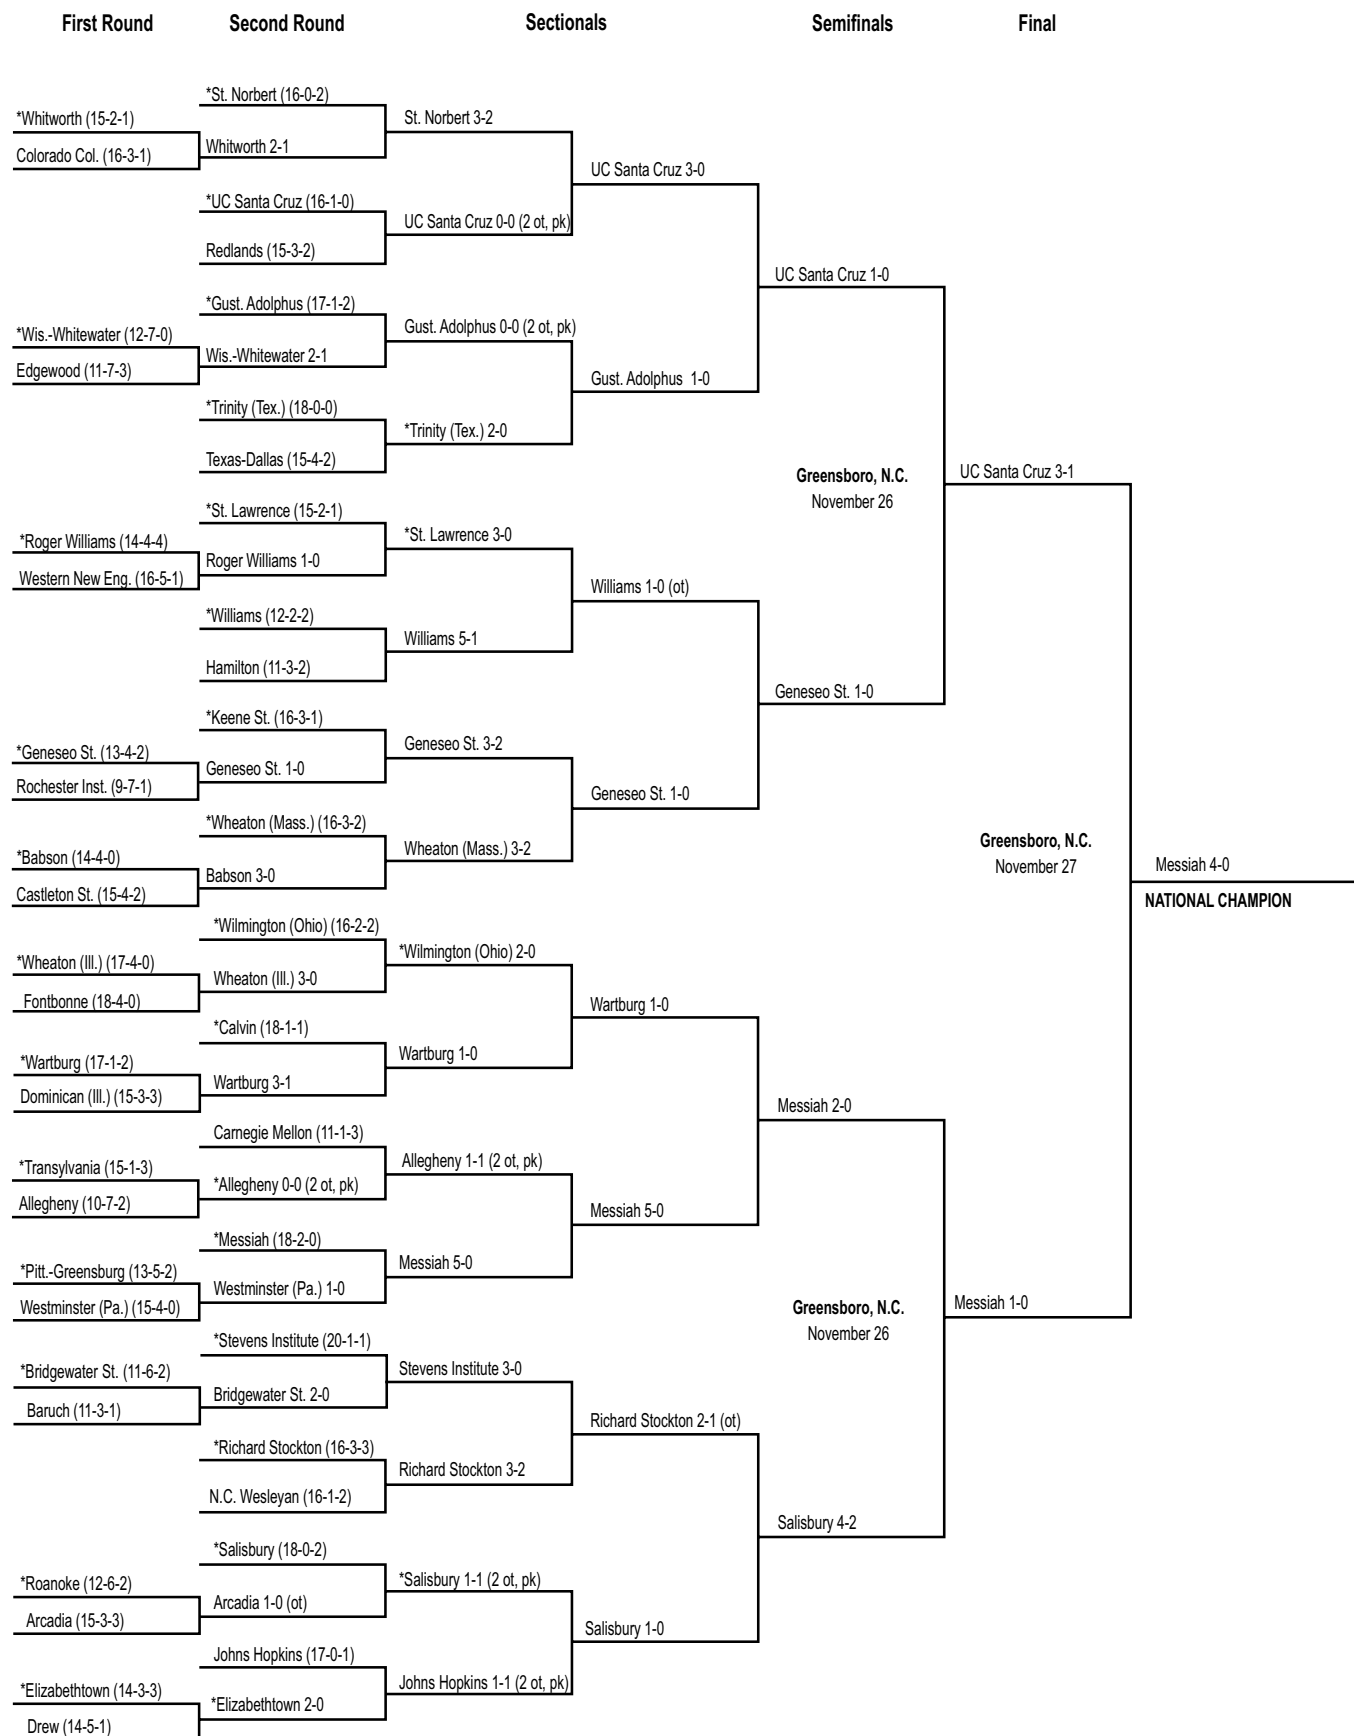 First Round
Second Round
Sectionals
Semifinals
Final
*Whitworth (15-2-1)
Colorado Col. (16-3-1)
*Wis.-Whitewater (12-7-0)
Edgewood (11-7-3)
*Roger Williams (14-4-4)
Western New Eng. (16-5-1)
*Geneseo St. (13-4-2)
Rochester Inst. (9-7-1)
*Babson (14-4-0)
Castleton St. (15-4-2)
*Wheaton (Ill.) (17-4-0)
Fontbonne (18-4-0)
*Wartburg (17-1-2)
Dominican (Ill.) (15-3-3)
*Transylvania (15-1-3)
Allegheny (10-7-2)
*Pitt.-Greensburg (13-5-2)
Westminster (Pa.) (15-4-0)
*Bridgewater St. (11-6-2)
Baruch (11-3-1)
*Roanoke (12-6-2)
Arcadia (15-3-3)
*Elizabethtown (14-3-3)
Drew (14-5-1)
*St. Norbert (16-0-2)
Whitworth 2-1
*UC Santa Cruz (16-1-0)
Redlands (15-3-2)
*Gust. Adolphus (17-1-2)
Wis.-Whitewater 2-1
*Trinity (Tex.) (18-0-0)
Texas-Dallas (15-4-2)
*St. Lawrence (15-2-1)
Roger Williams 1-0
*Williams (12-2-2)
Hamilton (11-3-2)
*Keene St. (16-3-1)
Geneseo St. 1-0
*Wheaton (Mass.) (16-3-2)
Babson 3-0
*Wilmington (Ohio) (16-2-2)
Wheaton (Ill.) 3-0
*Calvin (18-1-1)
Wartburg 3-1
Carnegie Mellon (11-1-3)
*Allegheny 0-0 (2 ot, pk)
*Messiah (18-2-0)
Westminster (Pa.) 1-0
*Stevens Institute (20-1-1)
Bridgewater St. 2-0
*Richard Stockton (16-3-3)
N.C. Wesleyan (16-1-2)
*Salisbury (18-0-2)
Arcadia 1-0 (ot)
Johns Hopkins (17-0-1)
*Elizabethtown 2-0
St. Norbert 3-2
UC Santa Cruz 0-0 (2 ot, pk)
Gust. Adolphus 0-0 (2 ot, pk)
*Trinity (Tex.) 2-0
*St. Lawrence 3-0
Williams 5-1
Geneseo St. 3-2
Wheaton (Mass.) 3-2
*Wilmington (Ohio) 2-0
Wartburg 1-0
Allegheny 1-1 (2 ot, pk)
Messiah 5-0
Stevens Institute 3-0
Richard Stockton 3-2
*Salisbury 1-1 (2 ot, pk)
Johns Hopkins 1-1 (2 ot, pk)
UC Santa Cruz 3-0
Gust. Adolphus 1-0
Williams 1-0 (ot)
Geneseo St. 1-0
Wartburg 1-0
Messiah 5-0
Richard Stockton 2-1 (ot)
Salisbury 1-0
UC Santa Cruz 1-0
Greensboro, N.C.
November 26
Geneseo St. 1-0
Messiah 2-0
Greensboro, N.C.
November 26
Salisbury 4-2
UC Santa Cruz 3-1
Greensboro, N.C.
November 27
Messiah 1-0
Messiah 4-0
NATIONAL CHAMPION